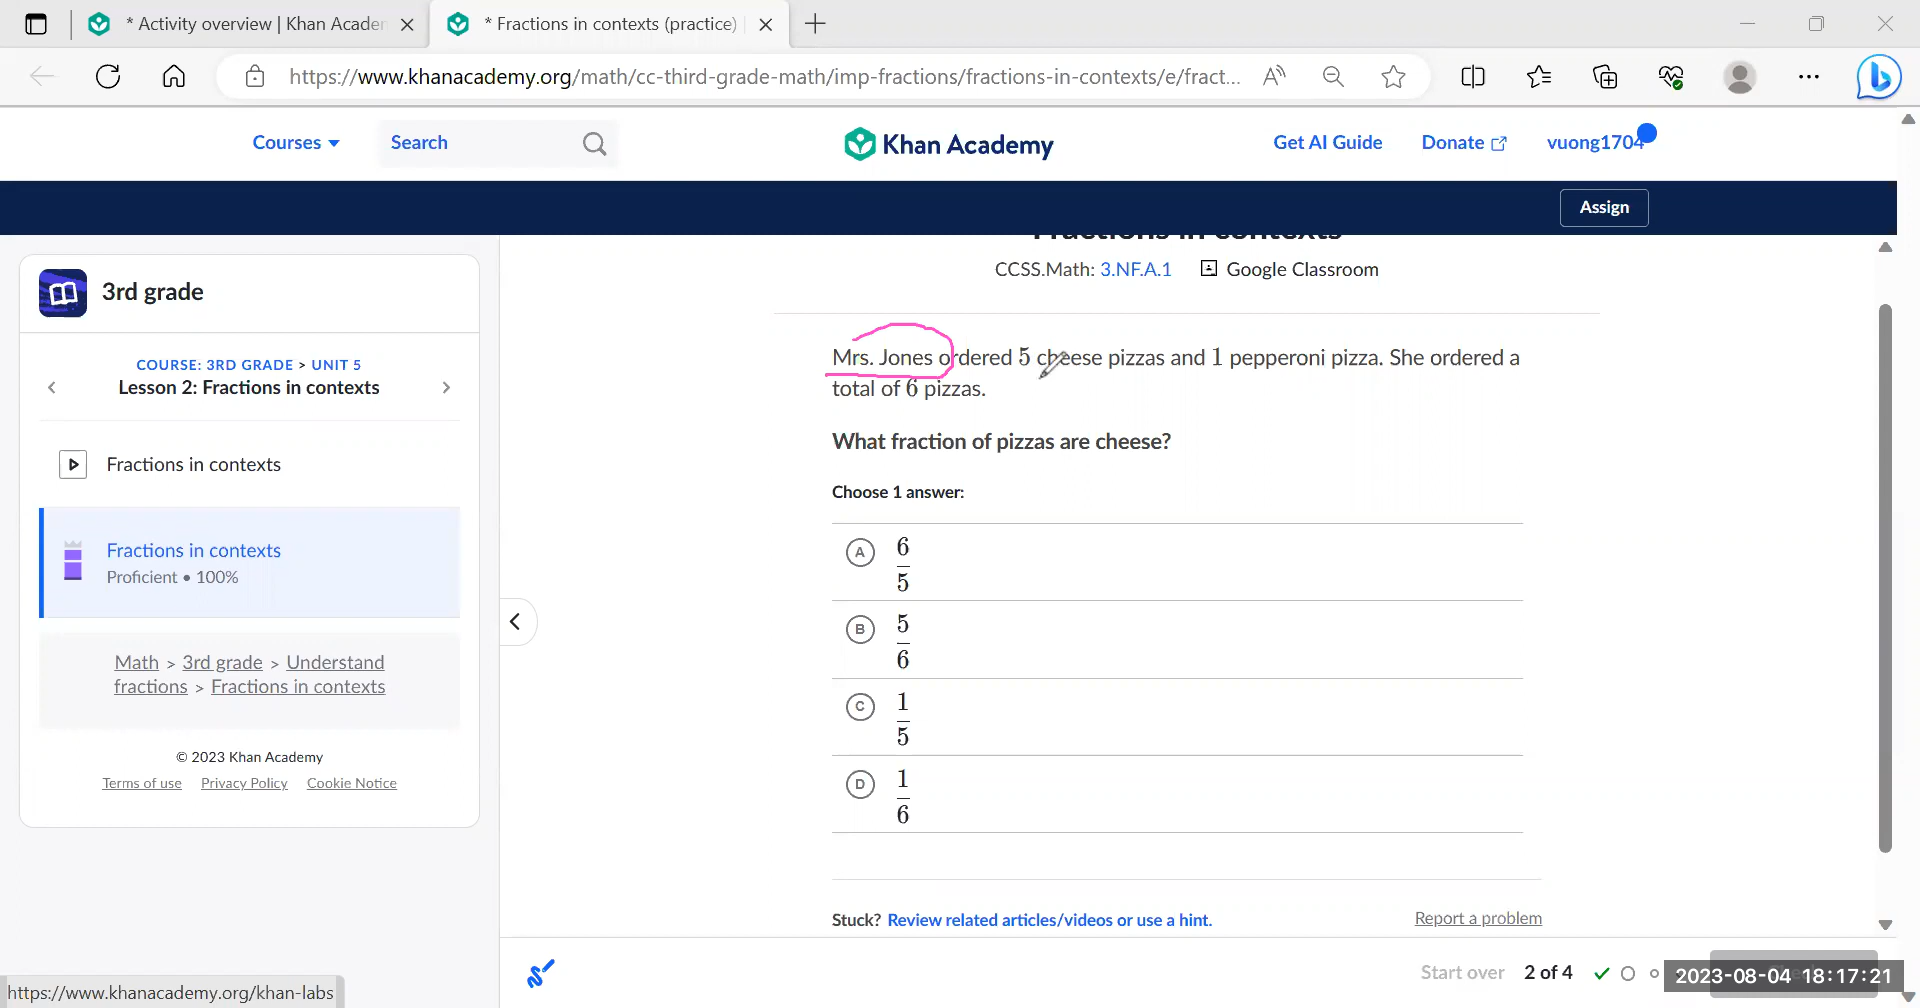 * Activity overview | Khan Academ
* Fractions in contexts (practice) |
https://www.khanacademy.org/math/cc-third-grade-math/imp-fractions/fractions-in-contexts/e/fract...
Courses
Search
Khan Academy
Get AI Guide
Donate
vuong1704
Assign
Fractions in contexts
CCSS.Math: 3.NF.A.1
Google Classroom
3rd grade
COURSE: 3RD GRADE > UNIT 5
Lesson 2: Fractions in contexts
Fractions in contexts
Fractions in contexts
Proficient • 100%
Math > 3rd grade > Understand
fractions > Fractions in contexts
© 2023 Khan Academy
Terms of use Privacy Policy Cookie Notice
Mrs. Jones ordered 5 cheese pizzas and 1 pepperoni pizza. She ordered a
total of 6 pizzas.
What fraction of pizzas are cheese?
Choose 1 answer:
A 6/5
B 5/6
C 1/5
D 1/6
Stuck? Review related articles/videos or use a hint.
Report a problem
Start over 2 of 4
2023-08-04 18:17:21
https://www.khanacademy.org/khan-labs